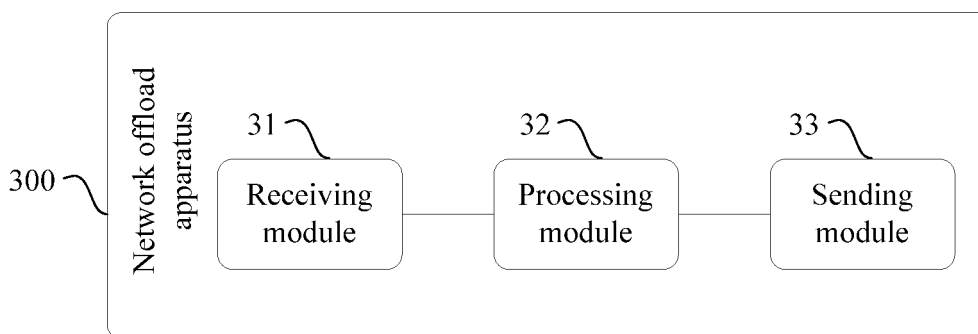 300
Network offload
apparatus
31
Receiving
module
32
Processing
module
33
Sending
module